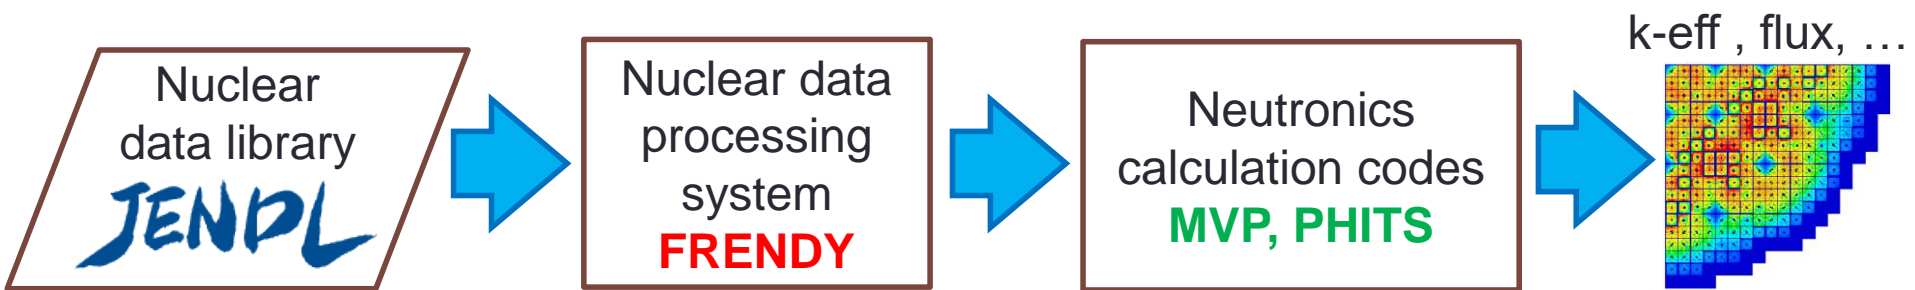 Nuclear
data library
JENDL
Nuclear data
processing
system
FRENDY
Neutronics
calculation codes
MVP, PHITS
k-eff , flux, …